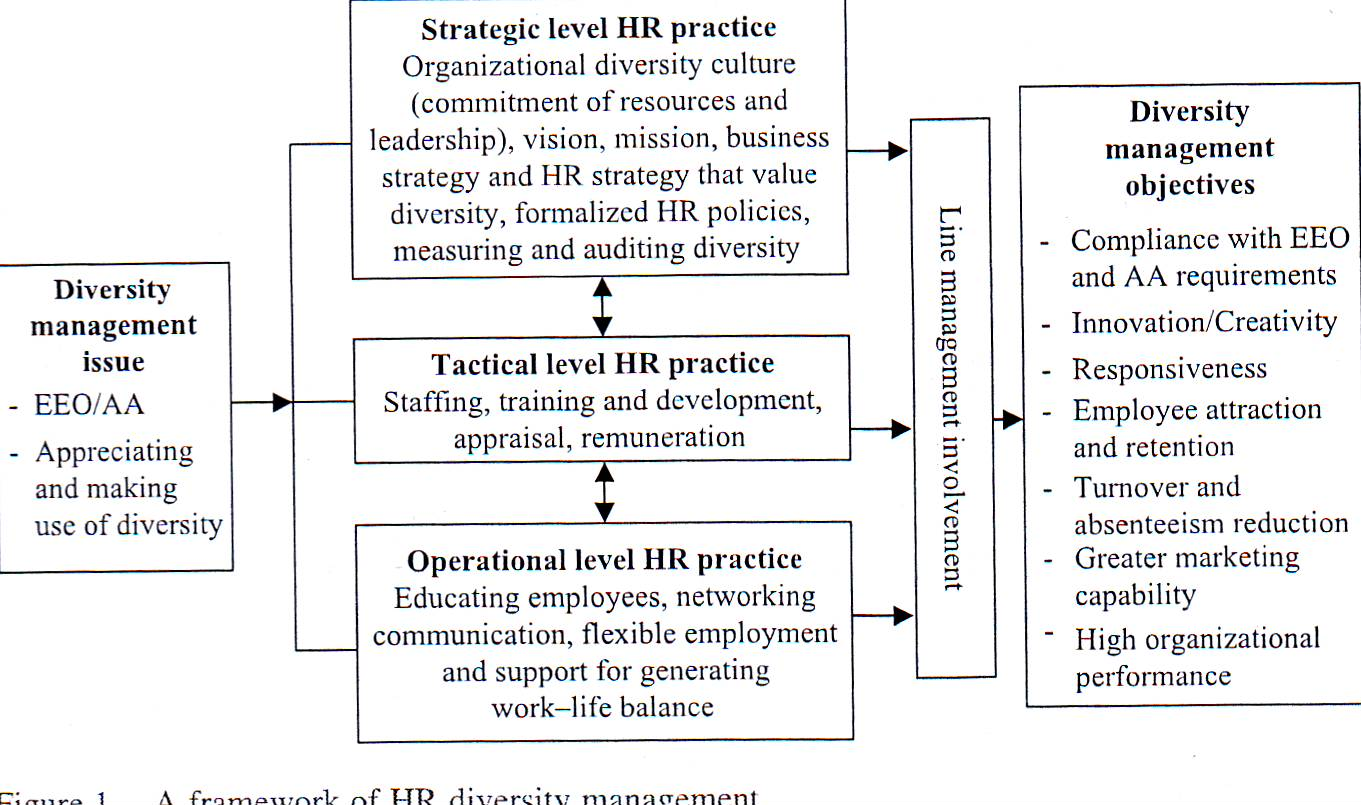 Strategic level HR practice
Organizational diversity culture
(commitment of resources and
leadership), vision, mission, business
strategy and HR strategy that value
diversity, formalized HR policies,
measuring and auditing diversity
Diversity
management
issue
- EEO/AA
- Appreciating
and making
use of diversity
Tactical level HR practice
Staffing, training and development,
appraisal, remuneration
Operational level HR practice
Educating employees, networking
communication, flexible employment
and support for generating
work–life balance
Line management involvement
Diversity
management
objectives
- Compliance with EEO
and AA requirements
- Innovation/Creativity
- Responsiveness
- Employee attraction
and retention
- Turnover and
absenteeism reduction
- Greater marketing
capability
- High organizational
performance
Figure 1 A framework of HR diversity management